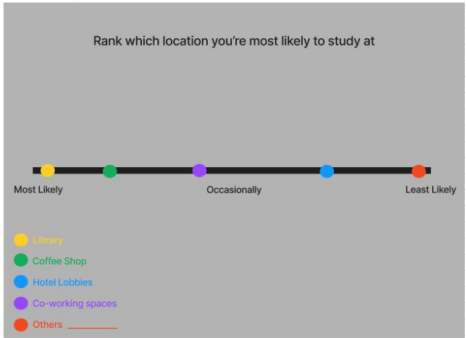 Rank which location you're most likely to study at
Most Likely Occasionally Least Likely
Library
Coffee Shop
Hotel Lobbies
Co-working spaces
Others __________